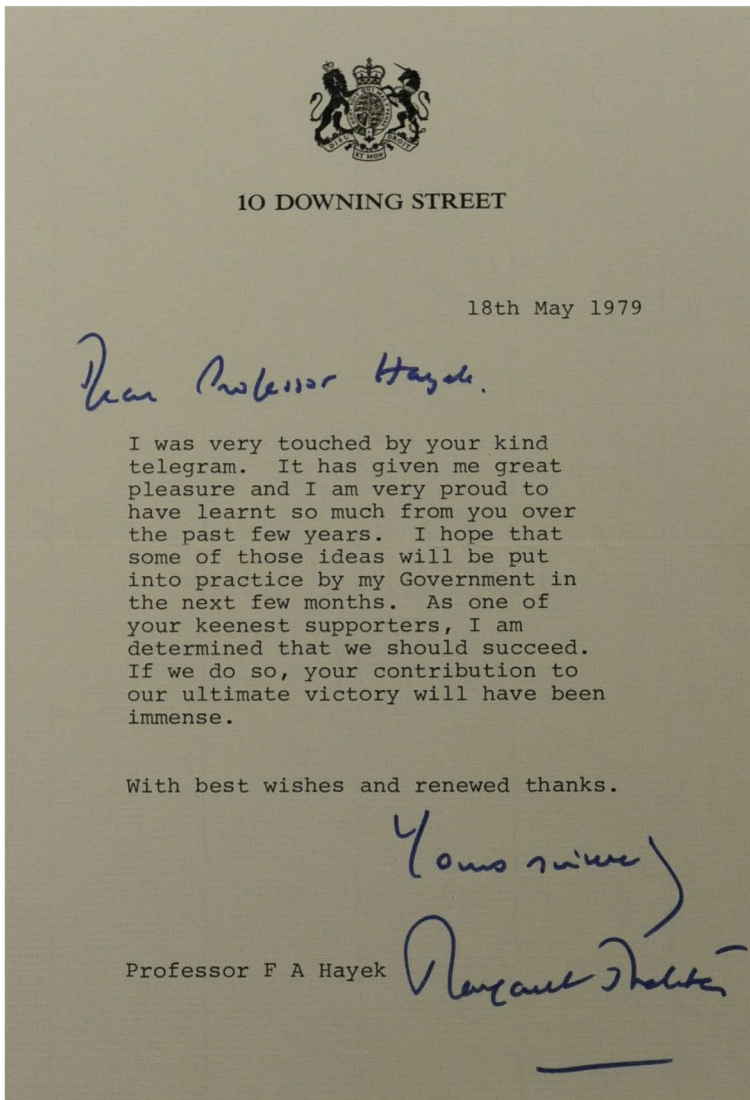 DIEU ET MON DROIT
10 DOWNING STREET
18th May 1979
Dear Professor Hayek.
I was very touched by your kind
telegram. It has given me great
pleasure and I am very proud to
have learnt so much from you over
the past few years. I hope that
some of those ideas will be put
into practice by my Government in
the next few months. As one of
your keenest supporters, I am
determined that we should succeed.
If we do so, your contribution to
our ultimate victory will have been
immense.
With best wishes and renewed thanks.
Yours sincerely
Margaret Thatcher
Professor F A Hayek